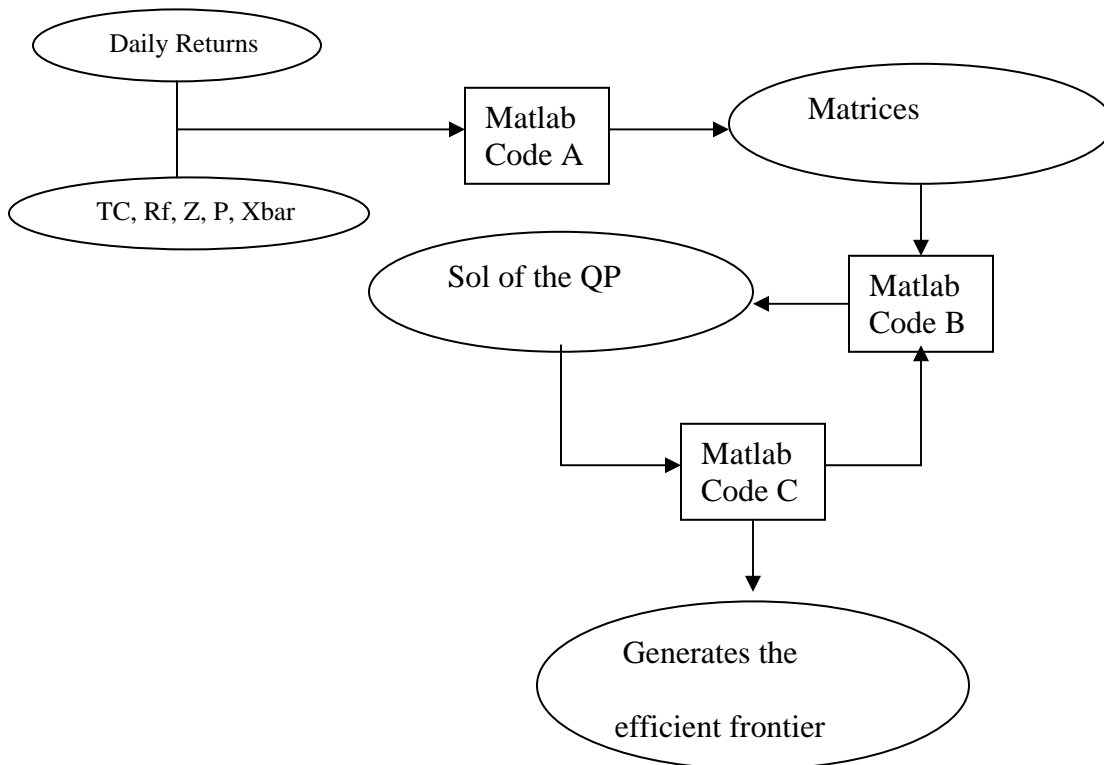 Daily Returns
Matlab
Code A
Matrices
TC, Rf, Z, P, Xbar
Sol of the QP
Matlab
Code B
Matlab
Code C
Generates the
efficient frontier